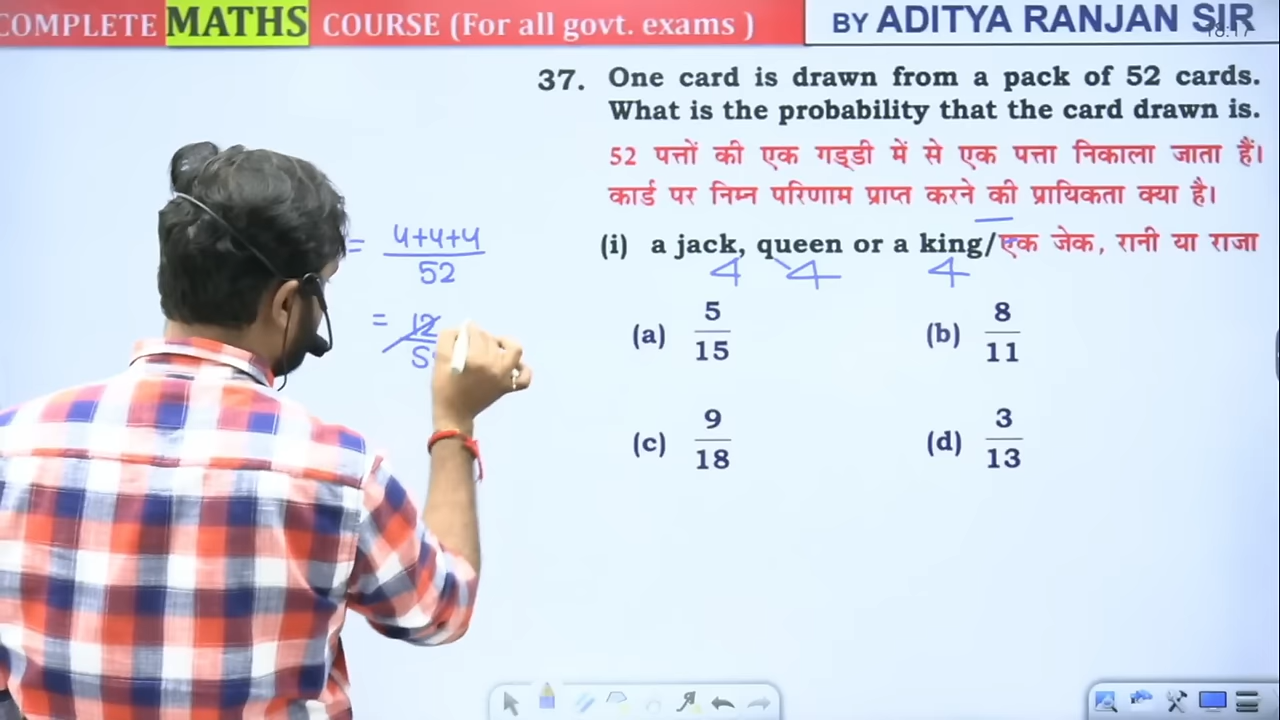 COMPLETE MATHS COURSE (For all govt. exams )
BY ADITYA RANJAN SIR
18:17
37. One card is drawn from a pack of 52 cards.
What is the probability that the card drawn is.
52 पत्तों की एक गड्डी में से एक पत्ता निकाला जाता हैं।
कार्ड पर निम्न परिणाम प्राप्त करने की प्रायिकता क्या है।
(i) a jack, queen or a king/एक जेक, रानी या राजा
4 4 4
(a) 5/15 (b) 8/11
(c) 9/18 (d) 3/13
= 4+4+4
52
= 12